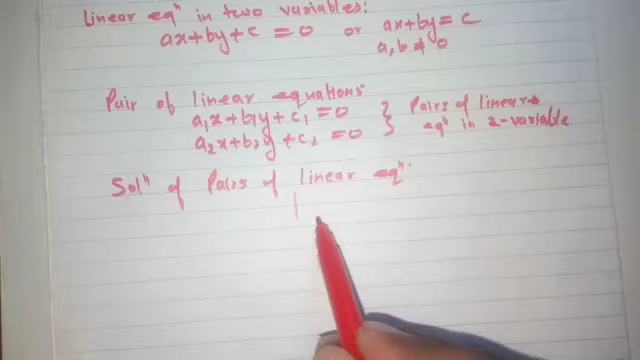 Linear eqⁿ in two variables:
ax+by+c=0 or ax+by=c
a,b≠0
Pair of linear equations
a₁x+b₁y+c₁=0 } Pairs of linear
a₂x+b₂y+c₂=0 eqⁿ in 2-variable
Solⁿ of Pairs of linear eqⁿ